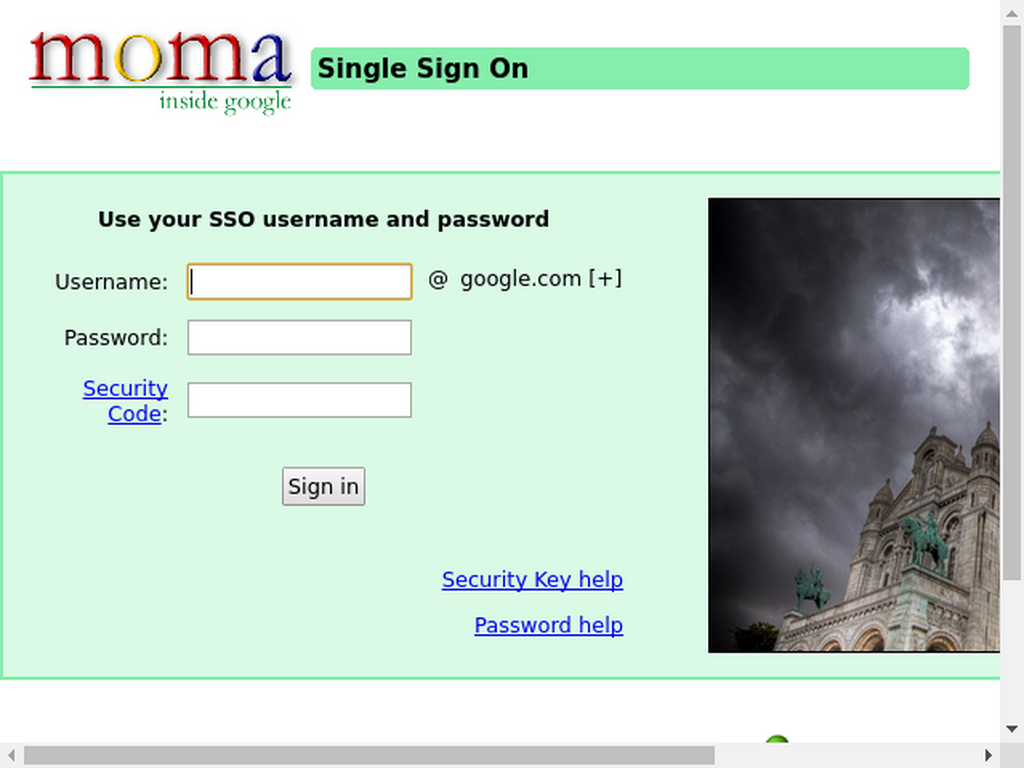 moma
inside google
Single Sign On
Use your SSO username and password
Username:
@ google.com [+]
Password:
Security
Code:
Sign in
Security Key help
Password help